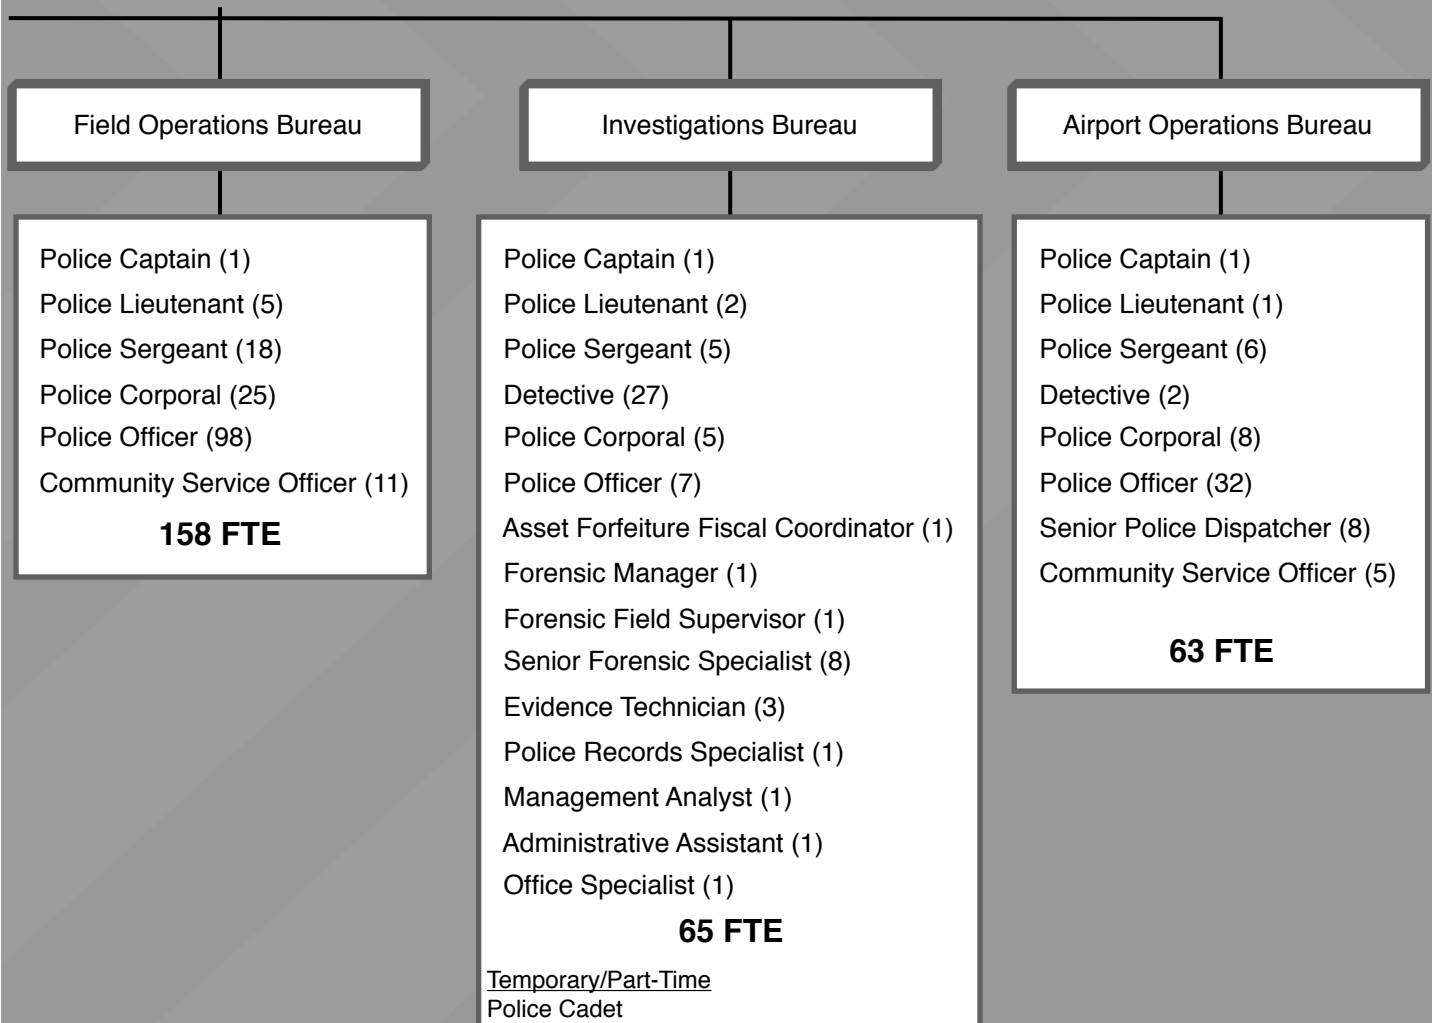 Field Operations Bureau
Police Captain (1)
Police Lieutenant (5)
Police Sergeant (18)
Police Corporal (25)
Police Officer (98)
Community Service Officer (11)
158 FTE
Investigations Bureau
Police Captain (1)
Police Lieutenant (2)
Police Sergeant (5)
Detective (27)
Police Corporal (5)
Police Officer (7)
Asset Forfeiture Fiscal Coordinator (1)
Forensic Manager (1)
Forensic Field Supervisor (1)
Senior Forensic Specialist (8)
Evidence Technician (3)
Police Records Specialist (1)
Management Analyst (1)
Administrative Assistant (1)
Office Specialist (1)
65 FTE
Temporary/Part-Time
Police Cadet
Airport Operations Bureau
Police Captain (1)
Police Lieutenant (1)
Police Sergeant (6)
Detective (2)
Police Corporal (8)
Police Officer (32)
Senior Police Dispatcher (8)
Community Service Officer (5)
63 FTE